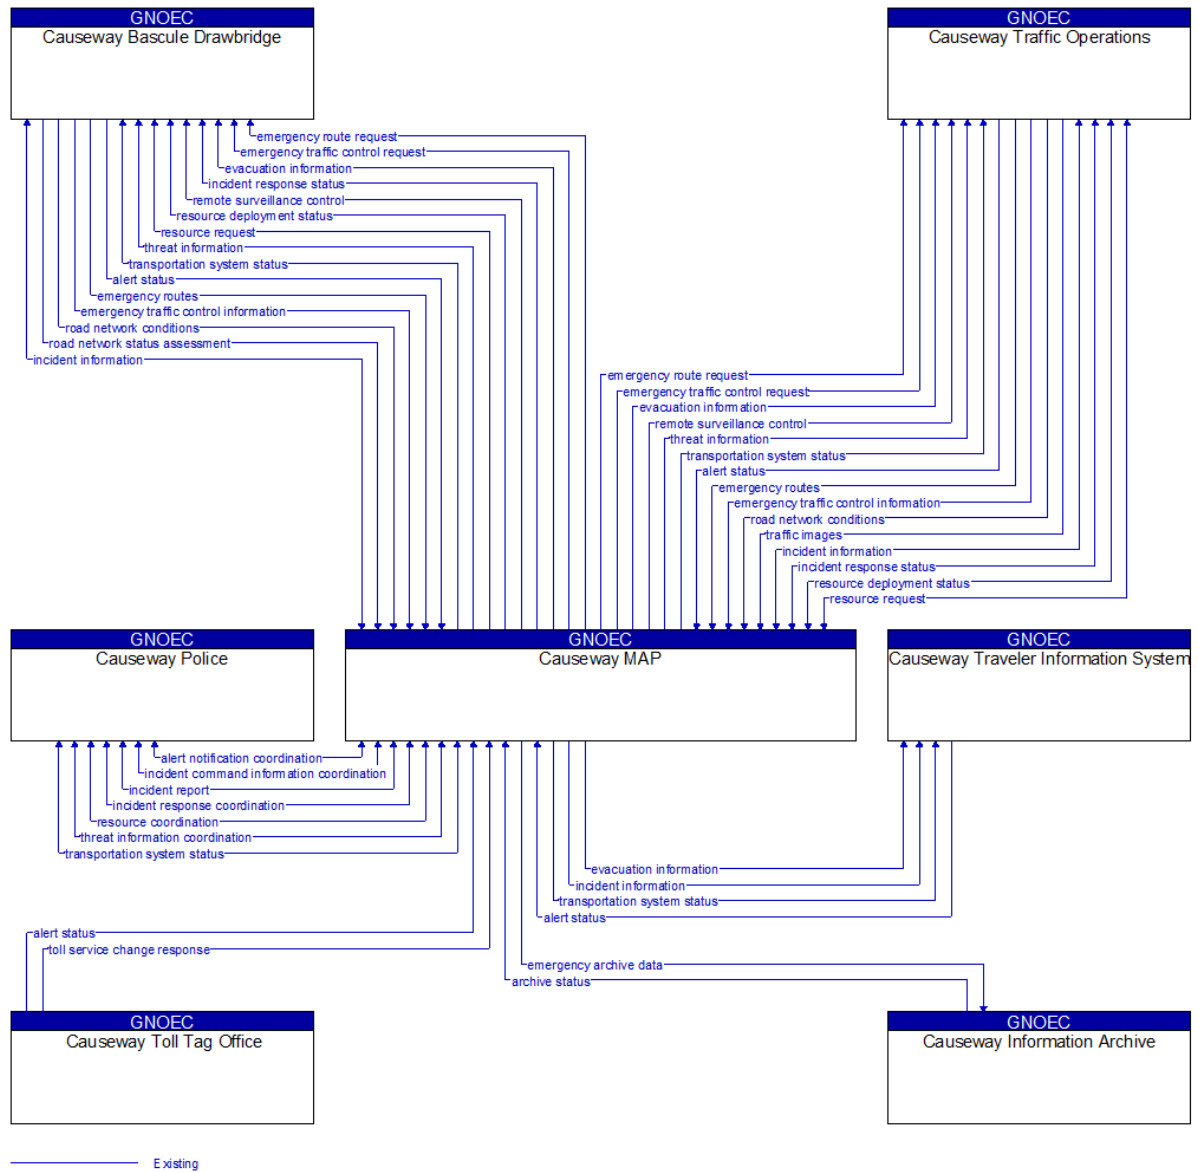 GNOEC
Causeway Bascule Drawbridge
GNOEC
Causeway Traffic Operations
emergency route request
emergency traffic control request
evacuation information
incident response status
remote surveillance control
resource deployment status
resource request
threat information
transportation system status
alert status
emergency routes
emergency traffic control information
road network conditions
road network status assessment
incident information
emergency route request
emergency traffic control request
evacuation information
remote surveillance control
threat information
transportation system status
alert status
emergency routes
emergency traffic control information
road network conditions
traffic images
incident information
incident response status
resource deployment status
resource request
GNOEC
Causeway Police
GNOEC
Causeway MAP
GNOEC
Causeway Traveler Information System
alert notification coordination
incident command information coordination
incident report
incident response coordination
resource coordination
threat information coordination
transportation system status
evacuation information
incident information
transportation system status
alert status
alert status
toll service change response
emergency archive data
archive status
GNOEC
Causeway Toll Tag Office
GNOEC
Causeway Information Archive
Existing